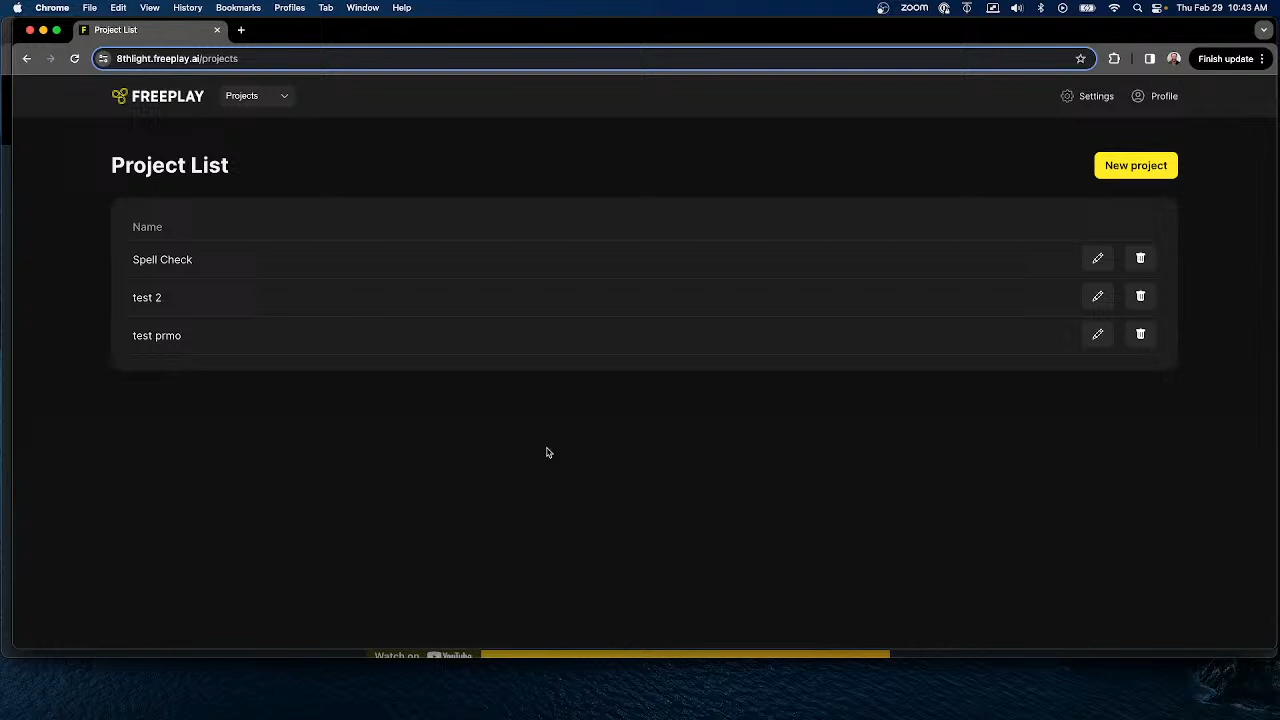 Chrome File Edit View History Bookmarks Profiles Tab Window Help zoom Thu Feb 29 10:43 AM
Project List
8thlight.freeplay.ai/projects Finish update
FREEPLAY Projects Settings Profile
Project List New project
Name
Spell Check
test 2
test prmo
Watch on YouTube